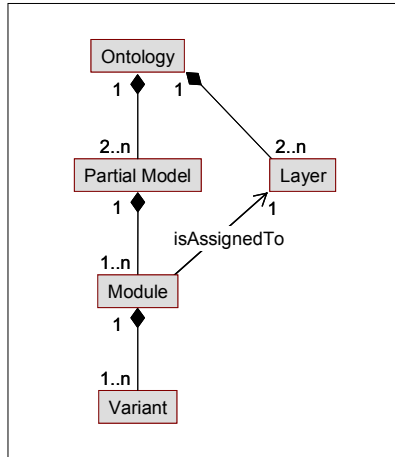 Ontology
1 1
2..n 2..n
Partial Model Layer
1 1
isAssignedTo
1..n
Module
1
1..n
Variant